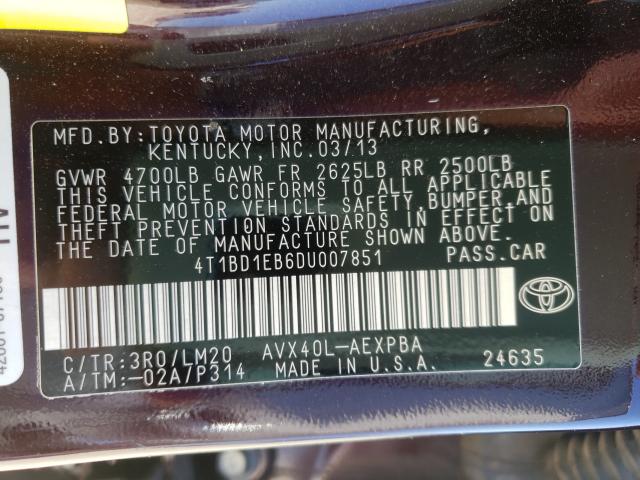 MFD.BY:TOYOTA MOTOR MANUFACTURING,
KENTUCKY,INC.03/13
GVWR 4700LB GAWR FR 2625LB RR 2500LB
THIS VEHICLE CONFORMS TO ALL APPLICABLE
FEDERAL MOTOR VEHICLE SAFETY,BUMPER,AND
THEFT PREVENTION STANDARDS IN EFFECT ON
THE DATE OF MANUFACTURE SHOWN ABOVE.
4T1BD1EB6DU007851 PASS.CAR
C/TR:3R0/LM20 AVX40L-AEXPBA
A/TM:-02A/P314 MADE IN U.S.A. 24635